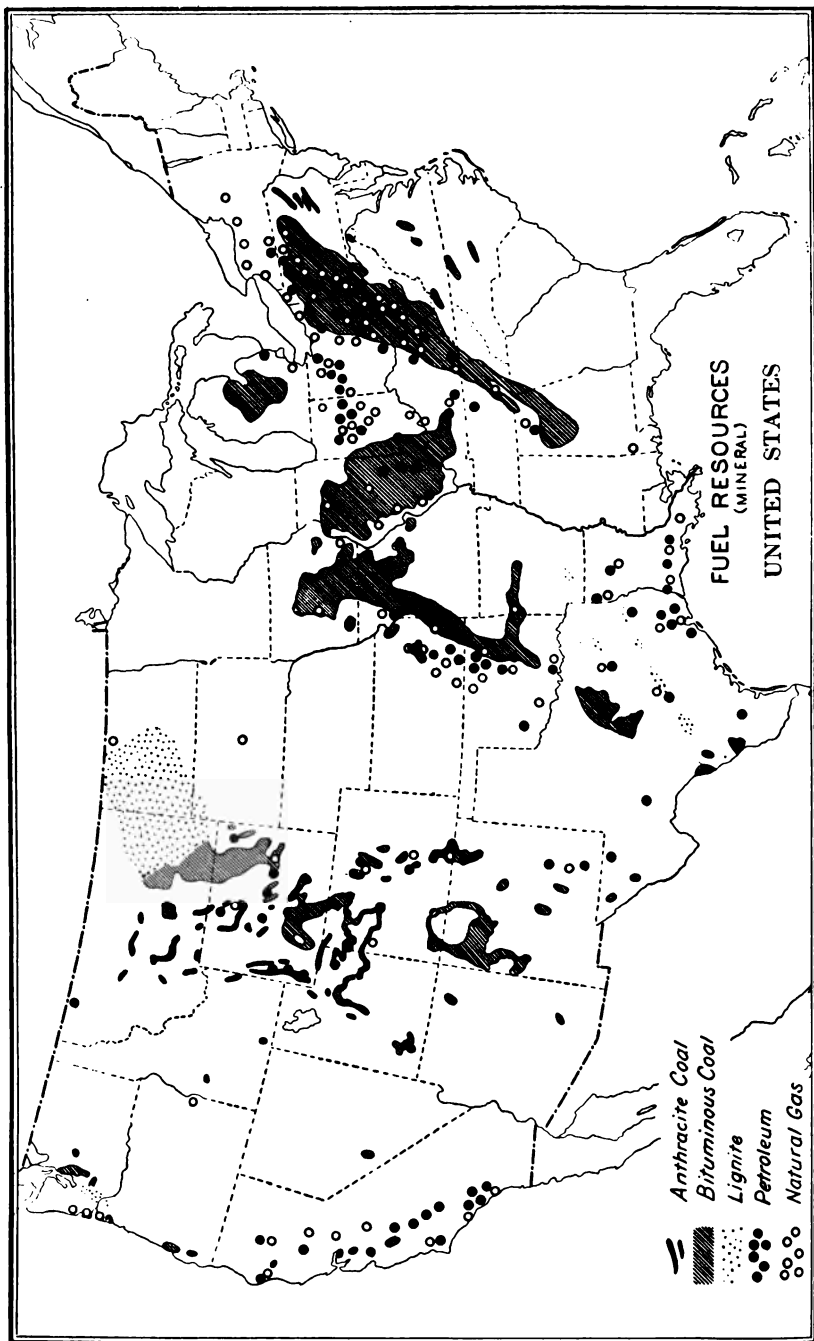 FUEL RESOURCES
(MINERAL)
UNITED STATES
Anthracite Coal
Bituminous Coal
Lignite
Petroleum
Natural Gas